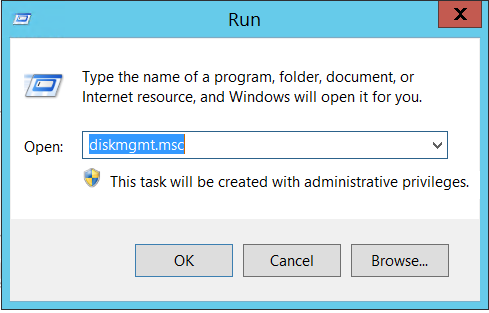 Run
Type the name of a program, folder, document, or
Internet resource, and Windows will open it for you.
Open: diskmgmt.msc
This task will be created with administrative privileges.
OK Cancel Browse...